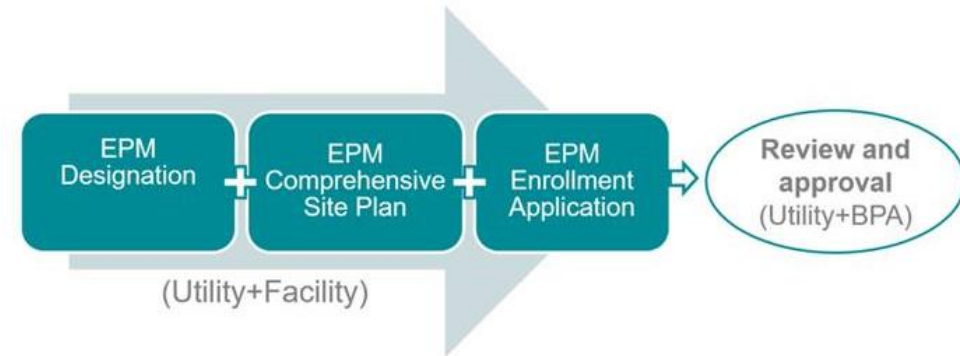 EPM
Designation
+
EPM
Comprehensive
Site Plan
+
EPM
Enrollment
Application
Review and
approval
(Utility+BPA)
(Utility+Facility)